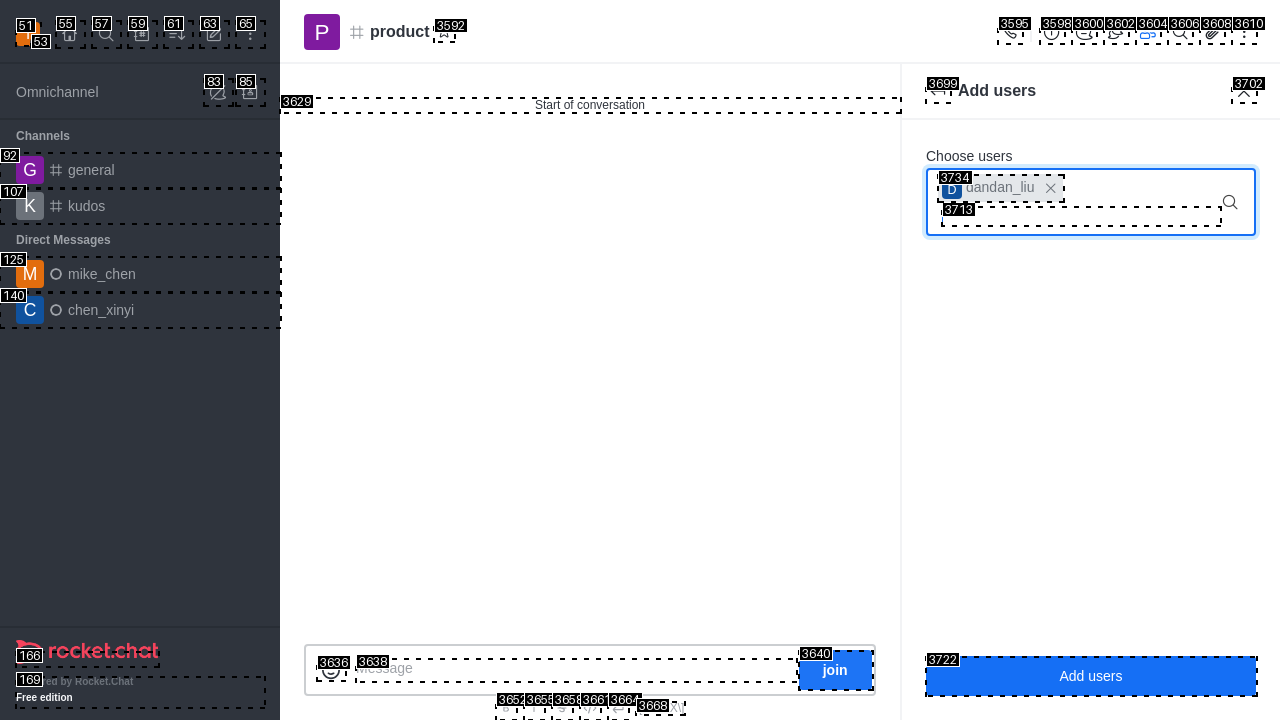 51
53
55
57
59
61
63
65
P
product
3592
3595
3598
3600
3602
3604
3606
3608
3610
Omnichannel
83
85
3629
Start of conversation
3699
Add users
3702
Channels
92
G
general
107
K
kudos
Direct Messages
125
M
mike_chen
140
C
chen_xinyi
Choose users
3734
D
dandan_liu
3713
166
rocket.chat
169
ed by Rocket.Chat
Free edition
3636
3638
Message
3640
join
3652
3655
3658
3661
3664
3668
3722
Add users